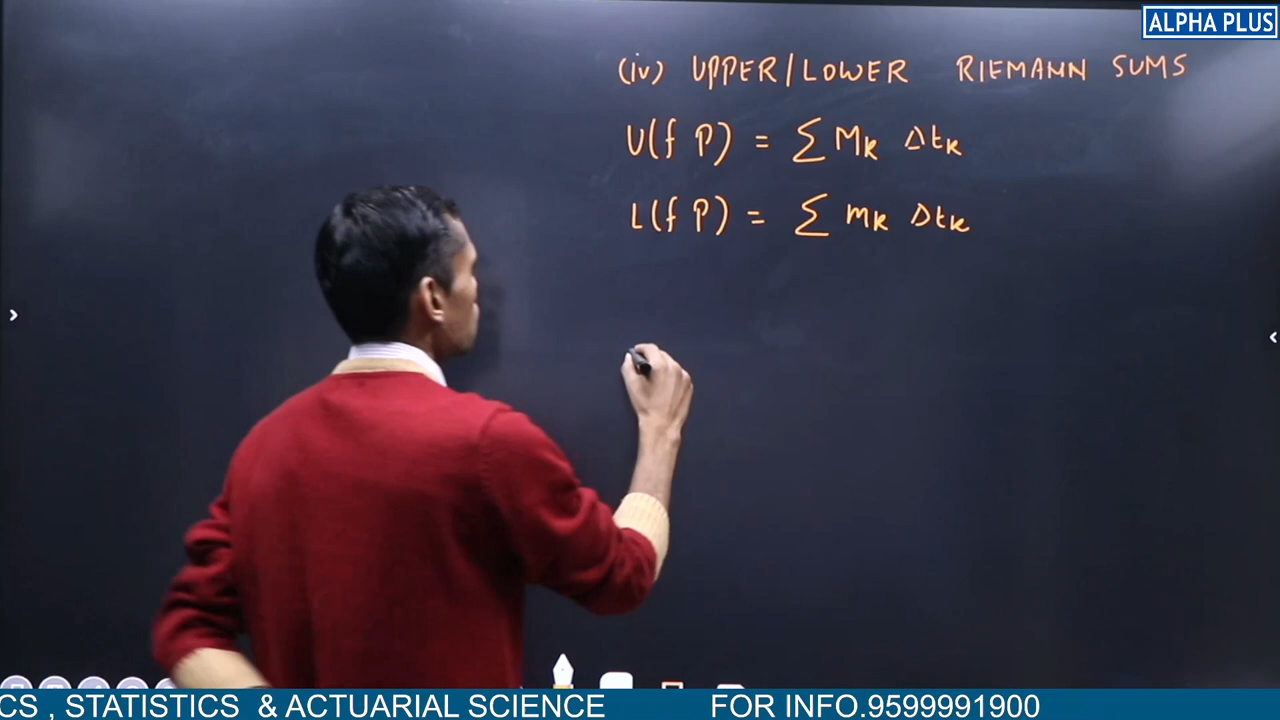 ALPHA PLUS
(iv) UPPER/LOWER RIEMANN SUMS
U(f P) = ∑ Mk Δtk
L(f P) = ∑ mk Δtk
CS , STATISTICS & ACTUARIAL SCIENCE FOR INFO.9599991900